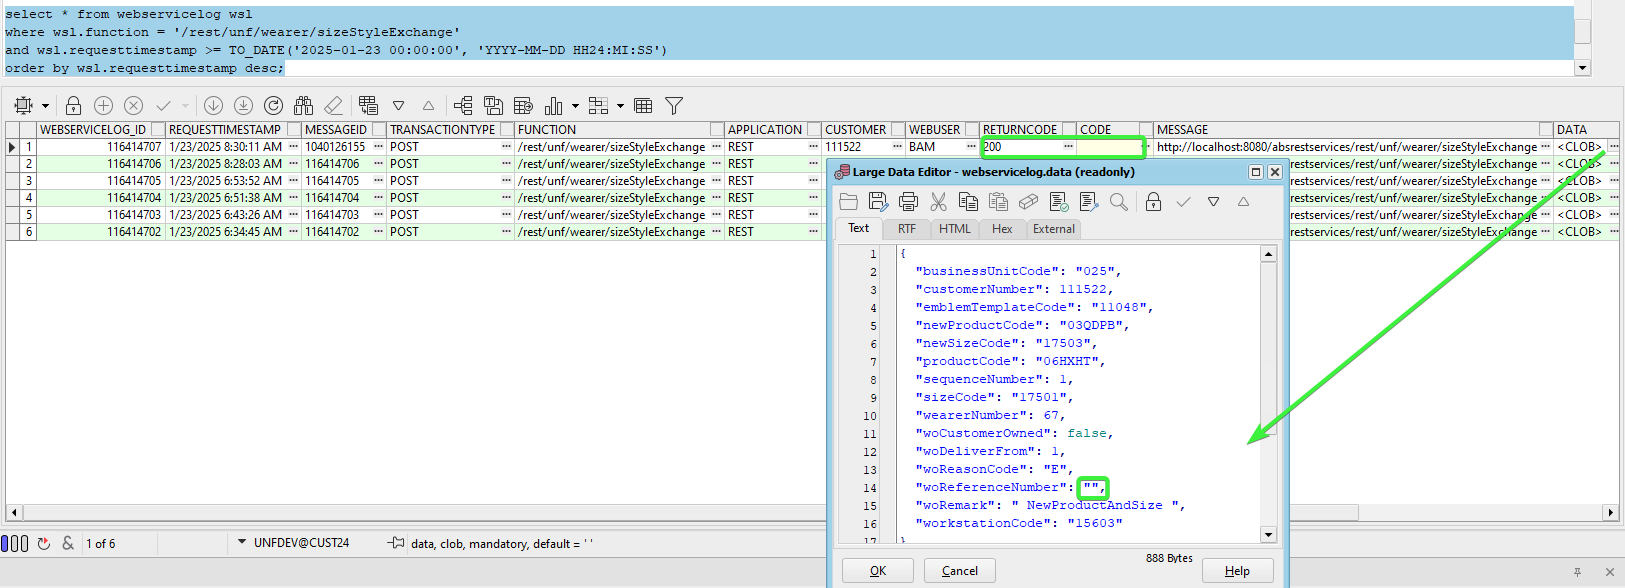 select * from webservicelog wsl
where wsl.function = '/rest/unf/wearer/sizeStyleExchange'
and wsl.requesttimestamp >= TO_DATE('2025-01-23 00:00:00', 'YYYY-MM-DD HH24:MI:SS')
order by wsl.requesttimestamp desc;
WEBSERVICELOG_ID REQUESTTIMESTAMP MESSAGEID TRANSACTIONTYPE FUNCTION APPLICATION CUSTOMER WEBUSER RETURNCODE CODE MESSAGE DATA
1 116414707 1/23/2025 8:30:11 AM 1040126155 POST /rest/unf/wearer/sizeStyleExchange REST 111522 BAM 200 http://localhost:8080/absrestservices/rest/unf/wearer/sizeStyleExchange <CLOB>
2 116414706 1/23/2025 8:28:03 AM 116414706 POST /rest/unf/wearer/sizeStyleExchange REST restservices/rest/unf/wearer/sizeStyleExchange <CLOB>
3 116414705 1/23/2025 6:53:52 AM 116414705 POST /rest/unf/wearer/sizeStyleExchange REST restservices/rest/unf/wearer/sizeStyleExchange <CLOB>
4 116414704 1/23/2025 6:51:38 AM 116414704 POST /rest/unf/wearer/sizeStyleExchange REST restservices/rest/unf/wearer/sizeStyleExchange <CLOB>
5 116414703 1/23/2025 6:43:26 AM 116414703 POST /rest/unf/wearer/sizeStyleExchange REST restservices/rest/unf/wearer/sizeStyleExchange <CLOB>
6 116414702 1/23/2025 6:34:45 AM 116414702 POST /rest/unf/wearer/sizeStyleExchange REST restservices/rest/unf/wearer/sizeStyleExchange <CLOB>
Large Data Editor - webservicelog.data (readonly)
Text RTF HTML Hex External
1 {
2 "businessUnitCode": "025",
3 "customerNumber": 111522,
4 "emblemTemplateCode": "11048",
5 "newProductCode": "03QDPB",
6 "newSizeCode": "17503",
7 "productCode": "06HXHT",
8 "sequenceNumber": 1,
9 "sizeCode": "17501",
10 "wearerNumber": 67,
11 "woCustomerOwned": false,
12 "woDeliverFrom": 1,
13 "woReasonCode": "E",
14 "woReferenceNumber": "",
15 "woRemark": " NewProductAndSize ",
16 "workstationCode": "15603"
17 }
888 Bytes
OK Cancel Help
1 of 6 UNFDEV@CUST24 data, clob, mandatory, default = ' '